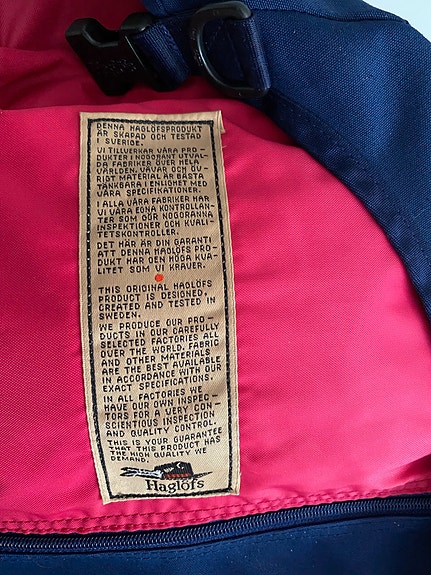 DENNA HAGLÖFSPRODUKT
ÄR SKAPAD OCH TESTAD
I SVERIGE.
VI TILLVERKAR VÅRA PRO-
DUKTER I NOGGRANT UTVAL-
DA FABRIKER ÖVER HELA
VÄRLDEN. VÄVAR OCH ÖV-
RIGT MATERIAL ÄR BÄSTA
TÄNKBARA I ENLIGHET MED
VÅRA SPECIFIKATIONER.
I ALLA VÅRA FABRIKER HAR
VI VÅRA EGNA KONTROLLAN-
TER SOM GÖR NOGGRANNA
INSPEKTIONER OCH KVALI-
TETSKONTROLLER.
DET HÄR ÄR DIN GARANTI
ATT DENNA HAGLÖFS PRO-
DUKT HAR DEN HÖGA KVA-
LITET SOM VI KRÄVER.
THIS ORIGINAL HAGLÖFS
PRODUCT IS DESIGNED,
CREATED AND TESTED IN
SWEDEN.
WE PRODUCE OUR PRO-
DUCTS IN OUR CAREFULLY
SELECTED FACTORIES ALL
OVER THE WORLD. FABRIC
AND OTHER MATERIALS
ARE THE BEST AVAILABLE
IN ACCORDANCE WITH OUR
EXACT SPECIFICATIONS.
IN ALL FACTORIES WE
HAVE OUR OWN INSPEC-
TORS FOR A VERY CON-
SCIENTIOUS INSPECTION
AND QUALITY CONTROL.
THIS IS YOUR GUARANTEE
THAT THIS PRODUCT HAS
THE HIGH QUALITY WE
DEMAND.
Haglöfs